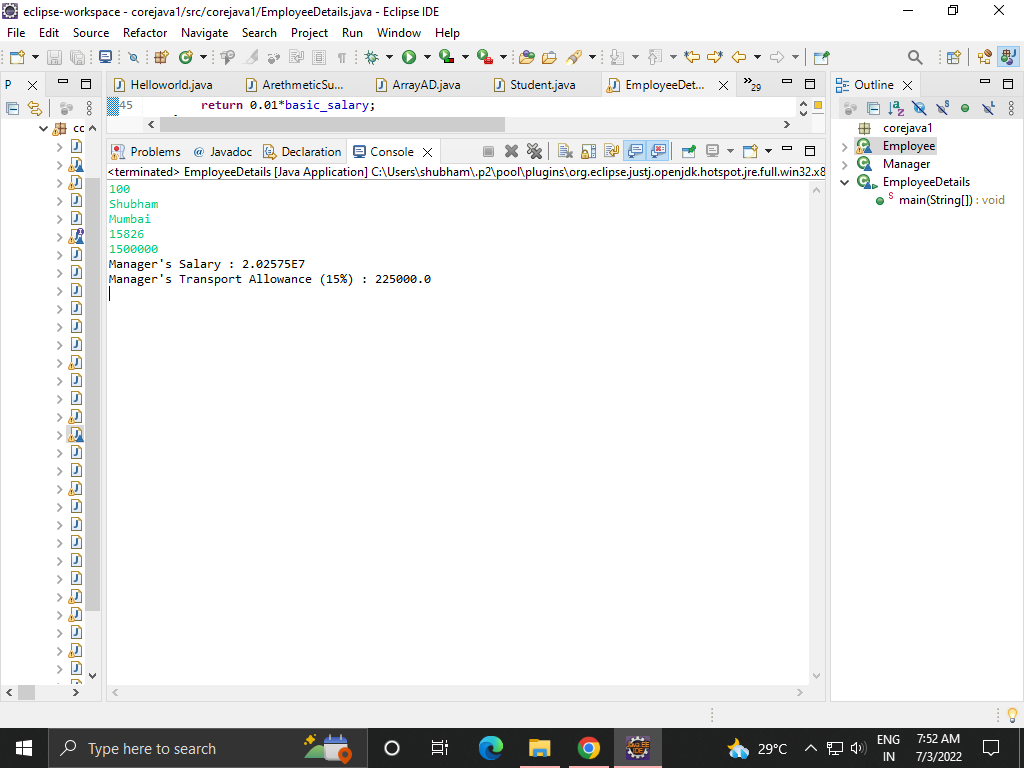 eclipse-workspace - corejava1/src/corejava1/EmployeeDetails.java - Eclipse IDE
File Edit Source Refactor Navigate Search Project Run Window Help
P
Helloworld.java ArethmeticSu... ArrayAD.java Student.java EmployeeDet... »29
Outline
45 return 0.01*basic_salary;
cc
corejava1
Employee
Manager
EmployeeDetails
main(String[]) : void
Problems @ Javadoc Declaration Console
<terminated> EmployeeDetails [Java Application] C:\Users\shubham\.p2\pool\plugins\org.eclipse.justj.openjdk.hotspot.jre.full.win32.x8
100
Shubham
Mumbai
15826
1500000
Manager's Salary : 2.02575E7
Manager's Transport Allowance (15%) : 225000.0
Type here to search
29°C
ENG
IN
7:52 AM
7/3/2022